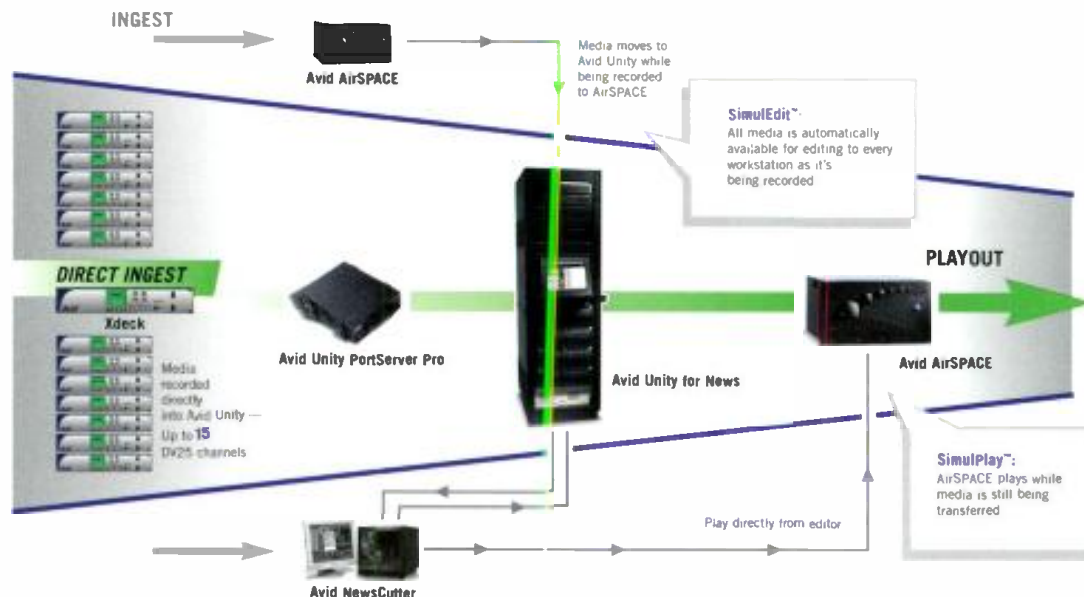 INGEST
Avid AirSPACE
Media moves to
Avid Unity while
being recorded
to AirSPACE
SimulEdit™:
All media is automatically
available for editing to every
workstation as it's
being recorded
DIRECT INGEST
Xdeck
Avid Unity PortServer Pro
Avid Unity for News
PLAYOUT
Avid AirSPACE
Media
recorded
directly
into Avid Unity —
Up to 15
DV25 channels
SimulPlay™:
AirSPACE plays while
media is still being
transferred
Play directly from editor
Avid NewsCutter